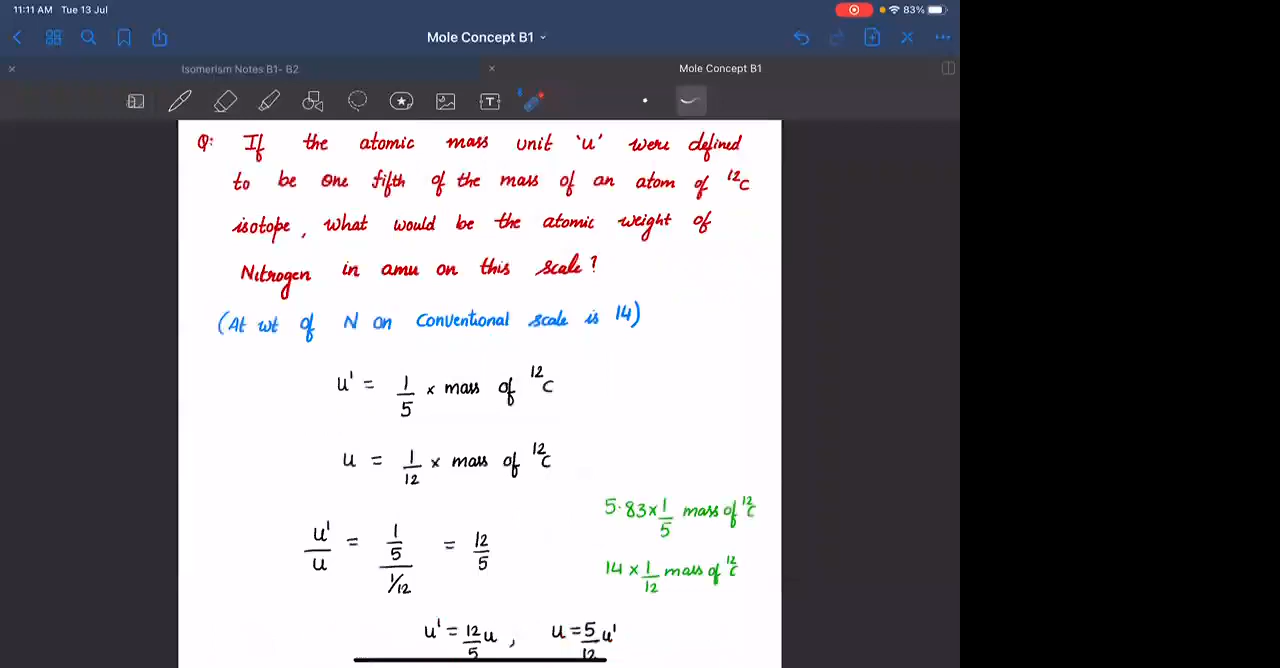 11:11 AM Tue 13 Jul
83%
Mole Concept B1
Isomerism Notes B1- B2
Mole Concept B1
Q: If the atomic mass unit 'u' were defined
to be one fifth of the mass of an atom of ¹²C
isotope, what would be the atomic weight of
Nitrogen in amu on this scale?
(At wt of N on Conventional scale is 14)
u' = 1/5 × mass of ¹²C
u = 1/12 × mass of ¹²C
5.83 × 1/5 mass of ¹²C
u'/u = (1/5)/(1/12) = 12/5
14 × 1/12 mass of ¹²C
u' = 12/5 u , u = 5/12 u'